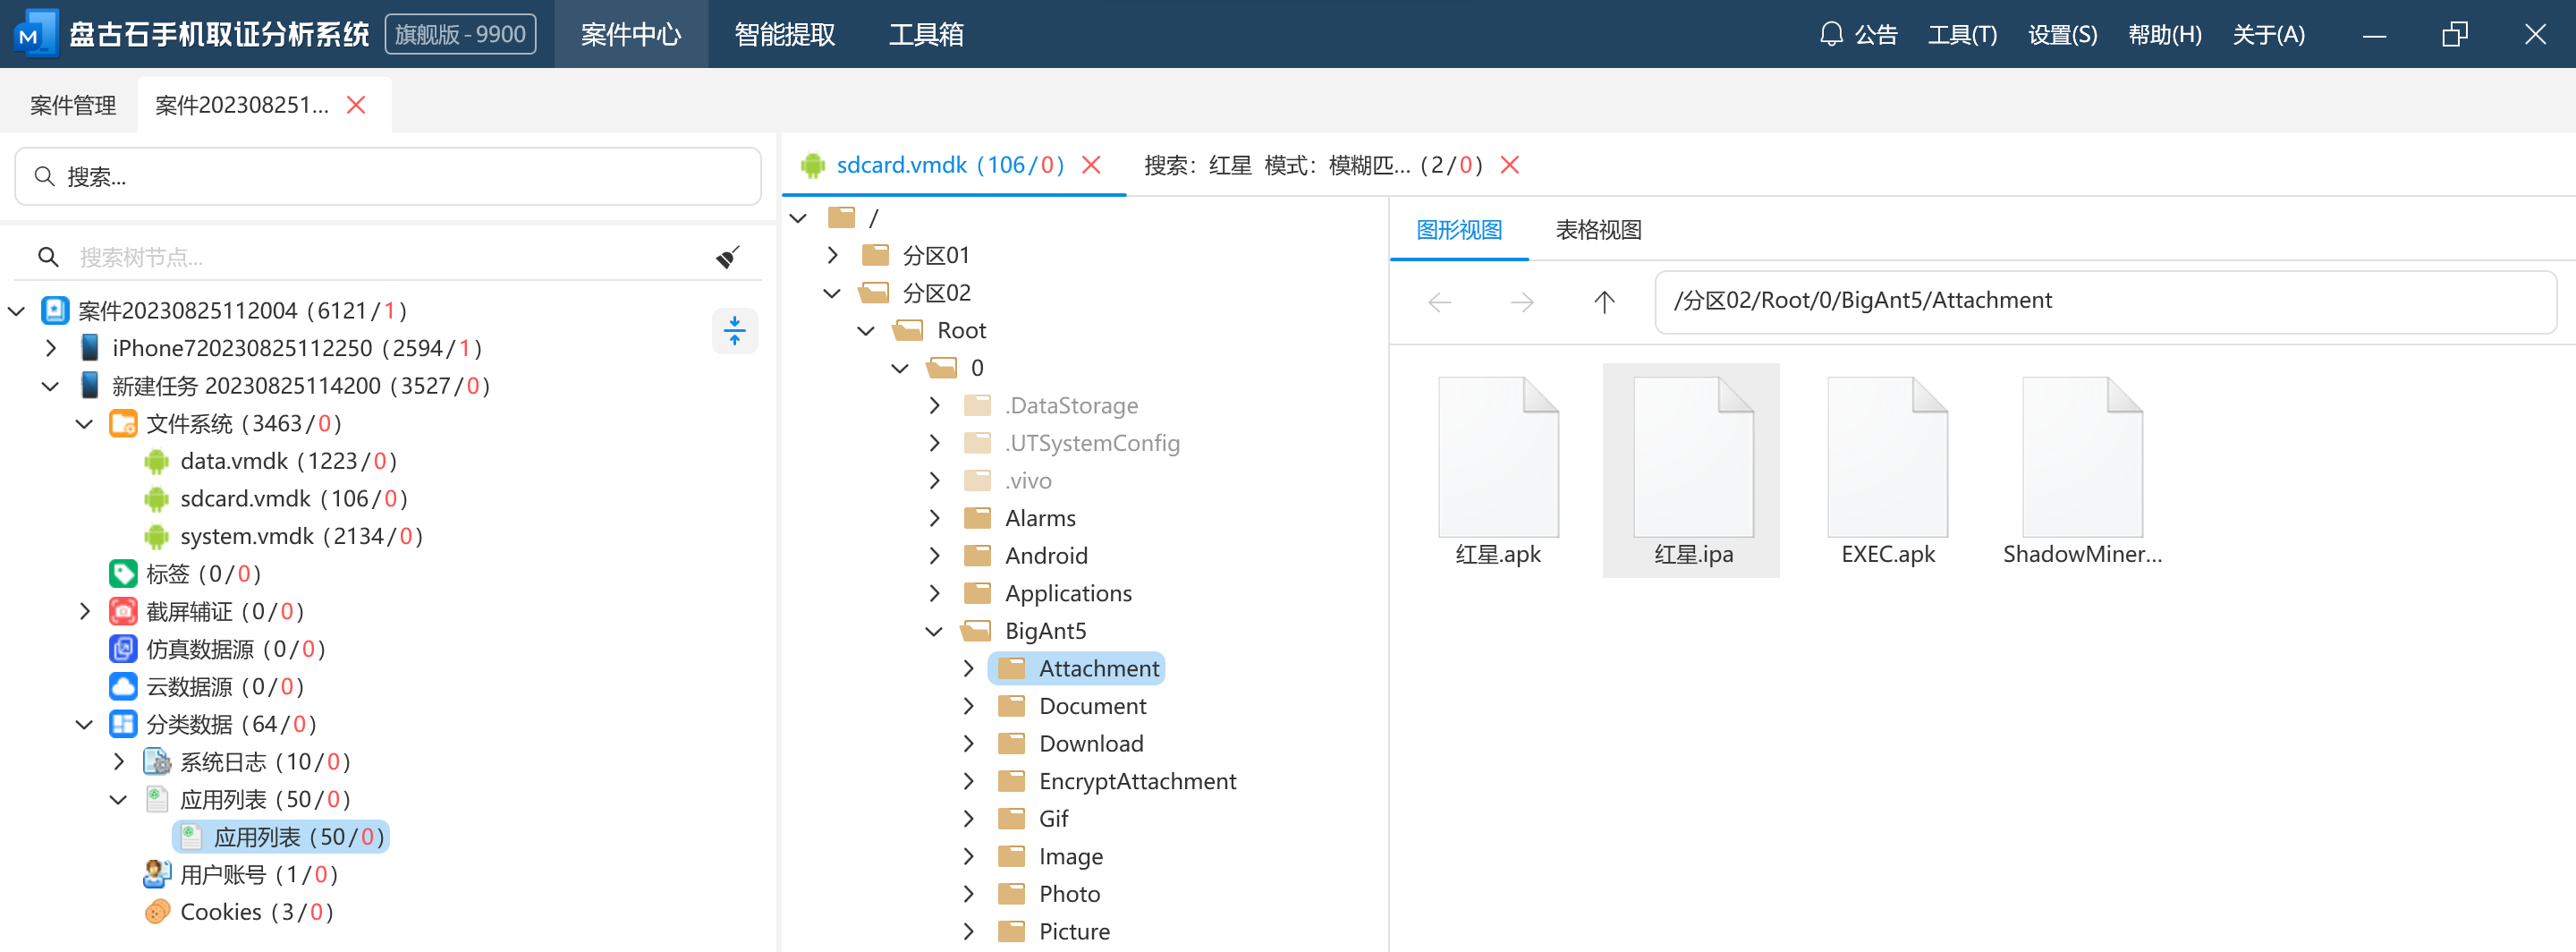 盘古石手机取证分析系统 旗舰版 - 9900 案件中心 智能提取 工具箱 公告 工具(T) 设置(S) 帮助(H) 关于(A)
案件管理 案件202308251...
搜索...
搜索树节点...
案件20230825112004 (6121/1)
iPhone720230825112250 (2594/1)
新建任务 20230825114200 (3527/0)
文件系统 (3463/0)
data.vmdk (1223/0)
sdcard.vmdk (106/0)
system.vmdk (2134/0)
标签 (0/0)
截屏辅证 (0/0)
仿真数据源 (0/0)
云数据源 (0/0)
分类数据 (64/0)
系统日志 (10/0)
应用列表 (50/0)
应用列表 (50/0)
用户账号 (1/0)
Cookies (3/0)
sdcard.vmdk (106/0) 搜索：红星 模式：模糊匹... (2/0)
/
分区01
分区02
Root
0
.DataStorage
.UTSystemConfig
.vivo
Alarms
Android
Applications
BigAnt5
Attachment
Document
Download
EncryptAttachment
Gif
Image
Photo
Picture
图形视图 表格视图
/分区02/Root/0/BigAnt5/Attachment
红星.apk 红星.ipa EXEC.apk ShadowMiner...